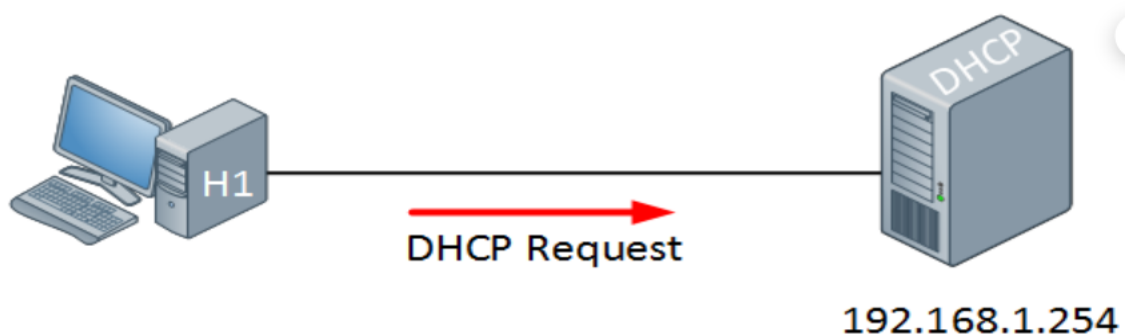 DHCP
H1
DHCP Request
192.168.1.254